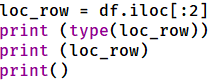 loc_row = df.iloc[:2]
print (type(loc_row))
print (loc_row)
print()